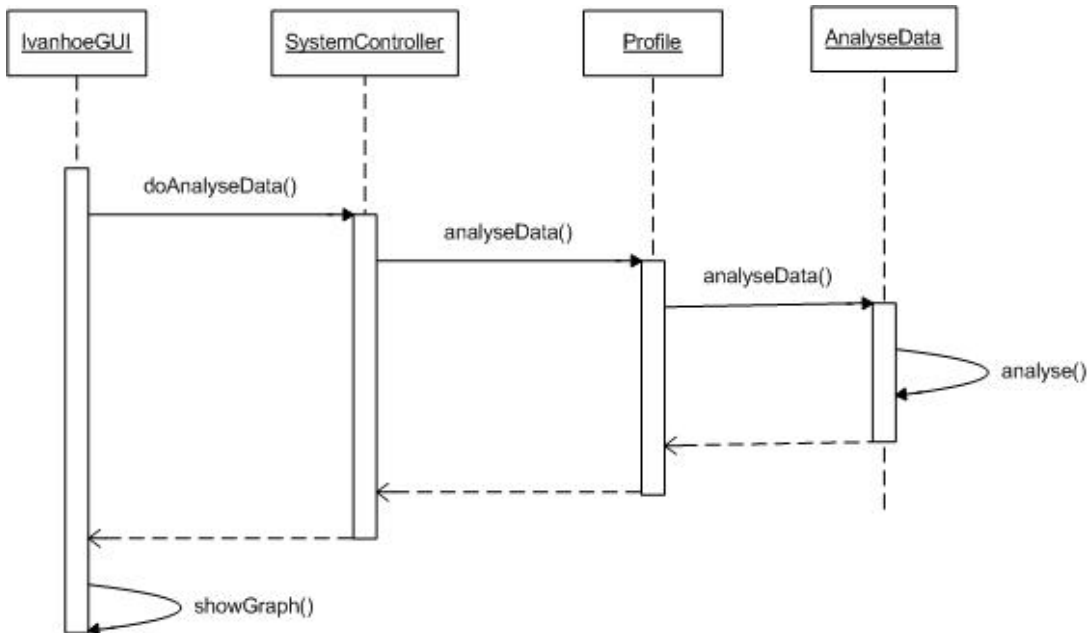 IvanhoeGUI
SystemController
Profile
AnalyseData
doAnalyseData()
analyseData()
analyseData()
analyse()
showGraph()